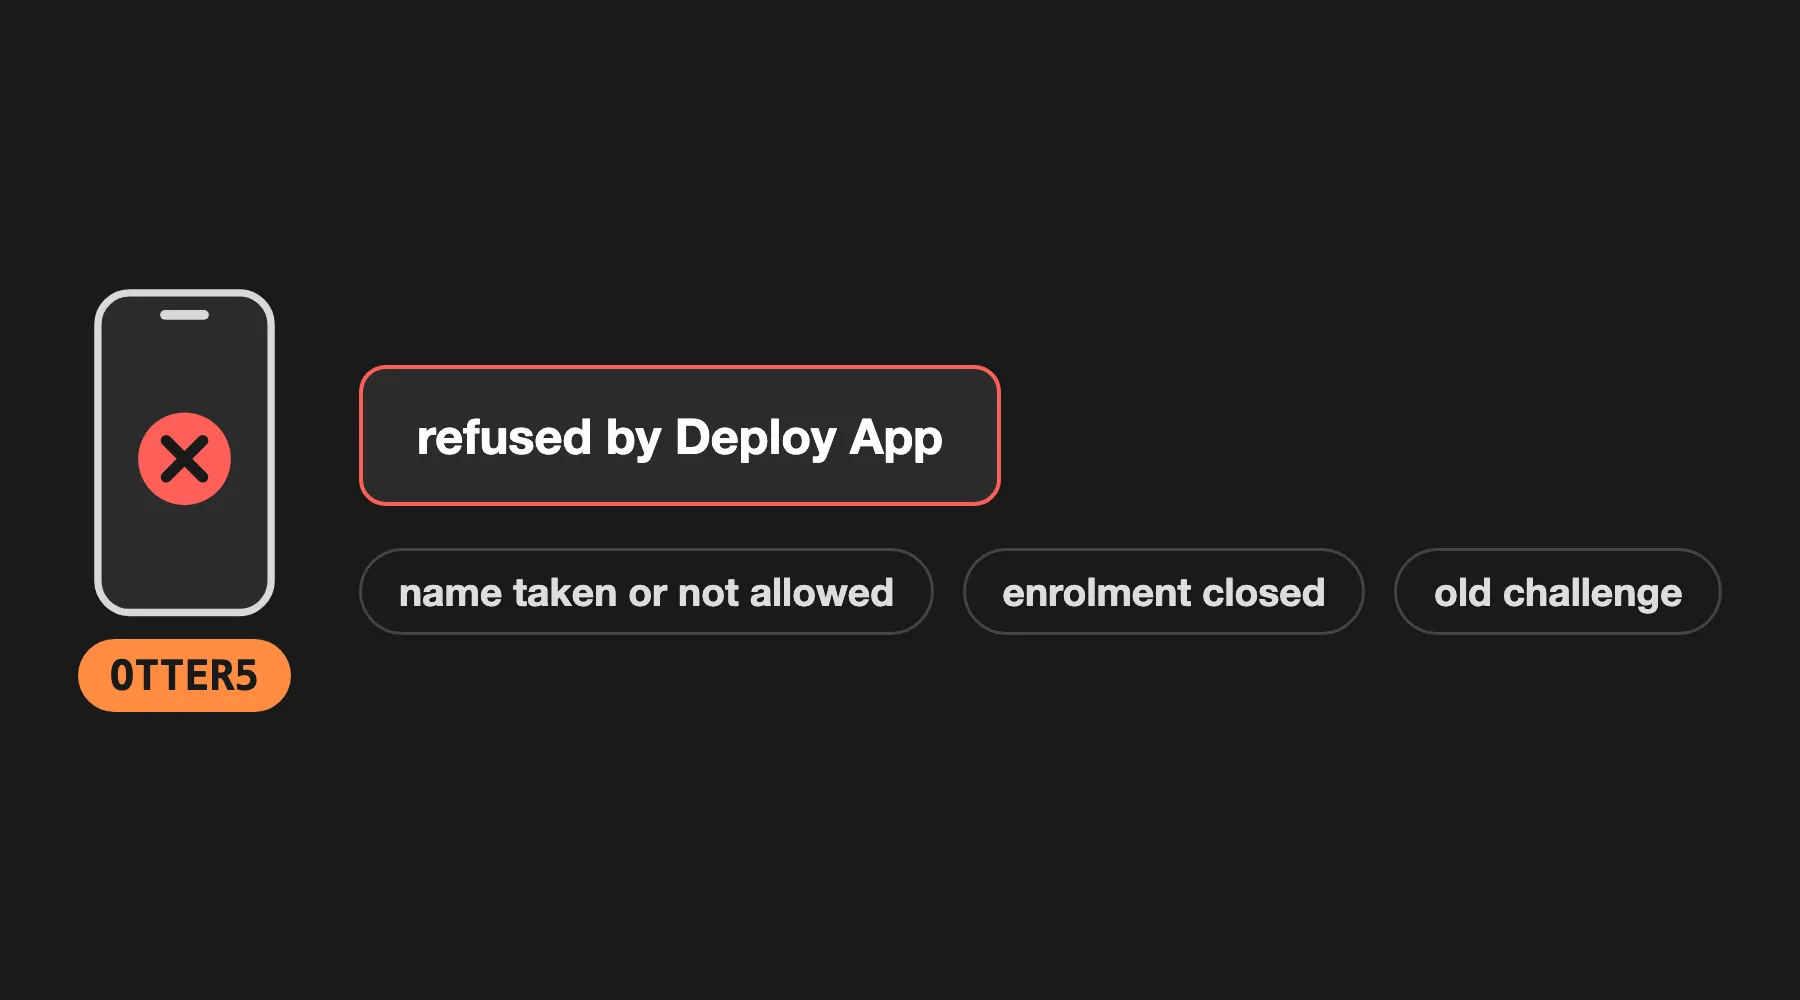 refused by Deploy App
name taken or not allowed
enrolment closed
old challenge
OTTER5